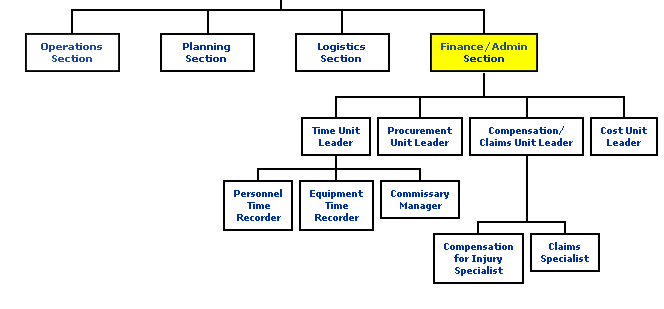 Operations
Section
Planning
Section
Logistics
Section
Finance/Admin
Section
Time Unit
Leader
Procurement
Unit Leader
Compensation/
Claims Unit Leader
Cost Unit
Leader
Personnel
Time
Recorder
Equipment
Time
Recorder
Commissary
Manager
Compensation
for Injury
Specialist
Claims
Specialist